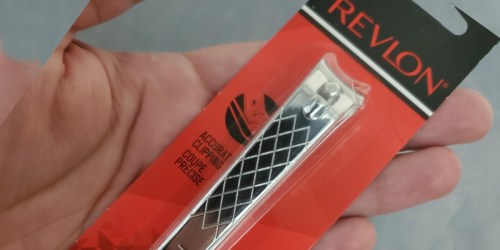 REVLON®
ACCURATE
CLIPPING
COUPE
PRÉCISE